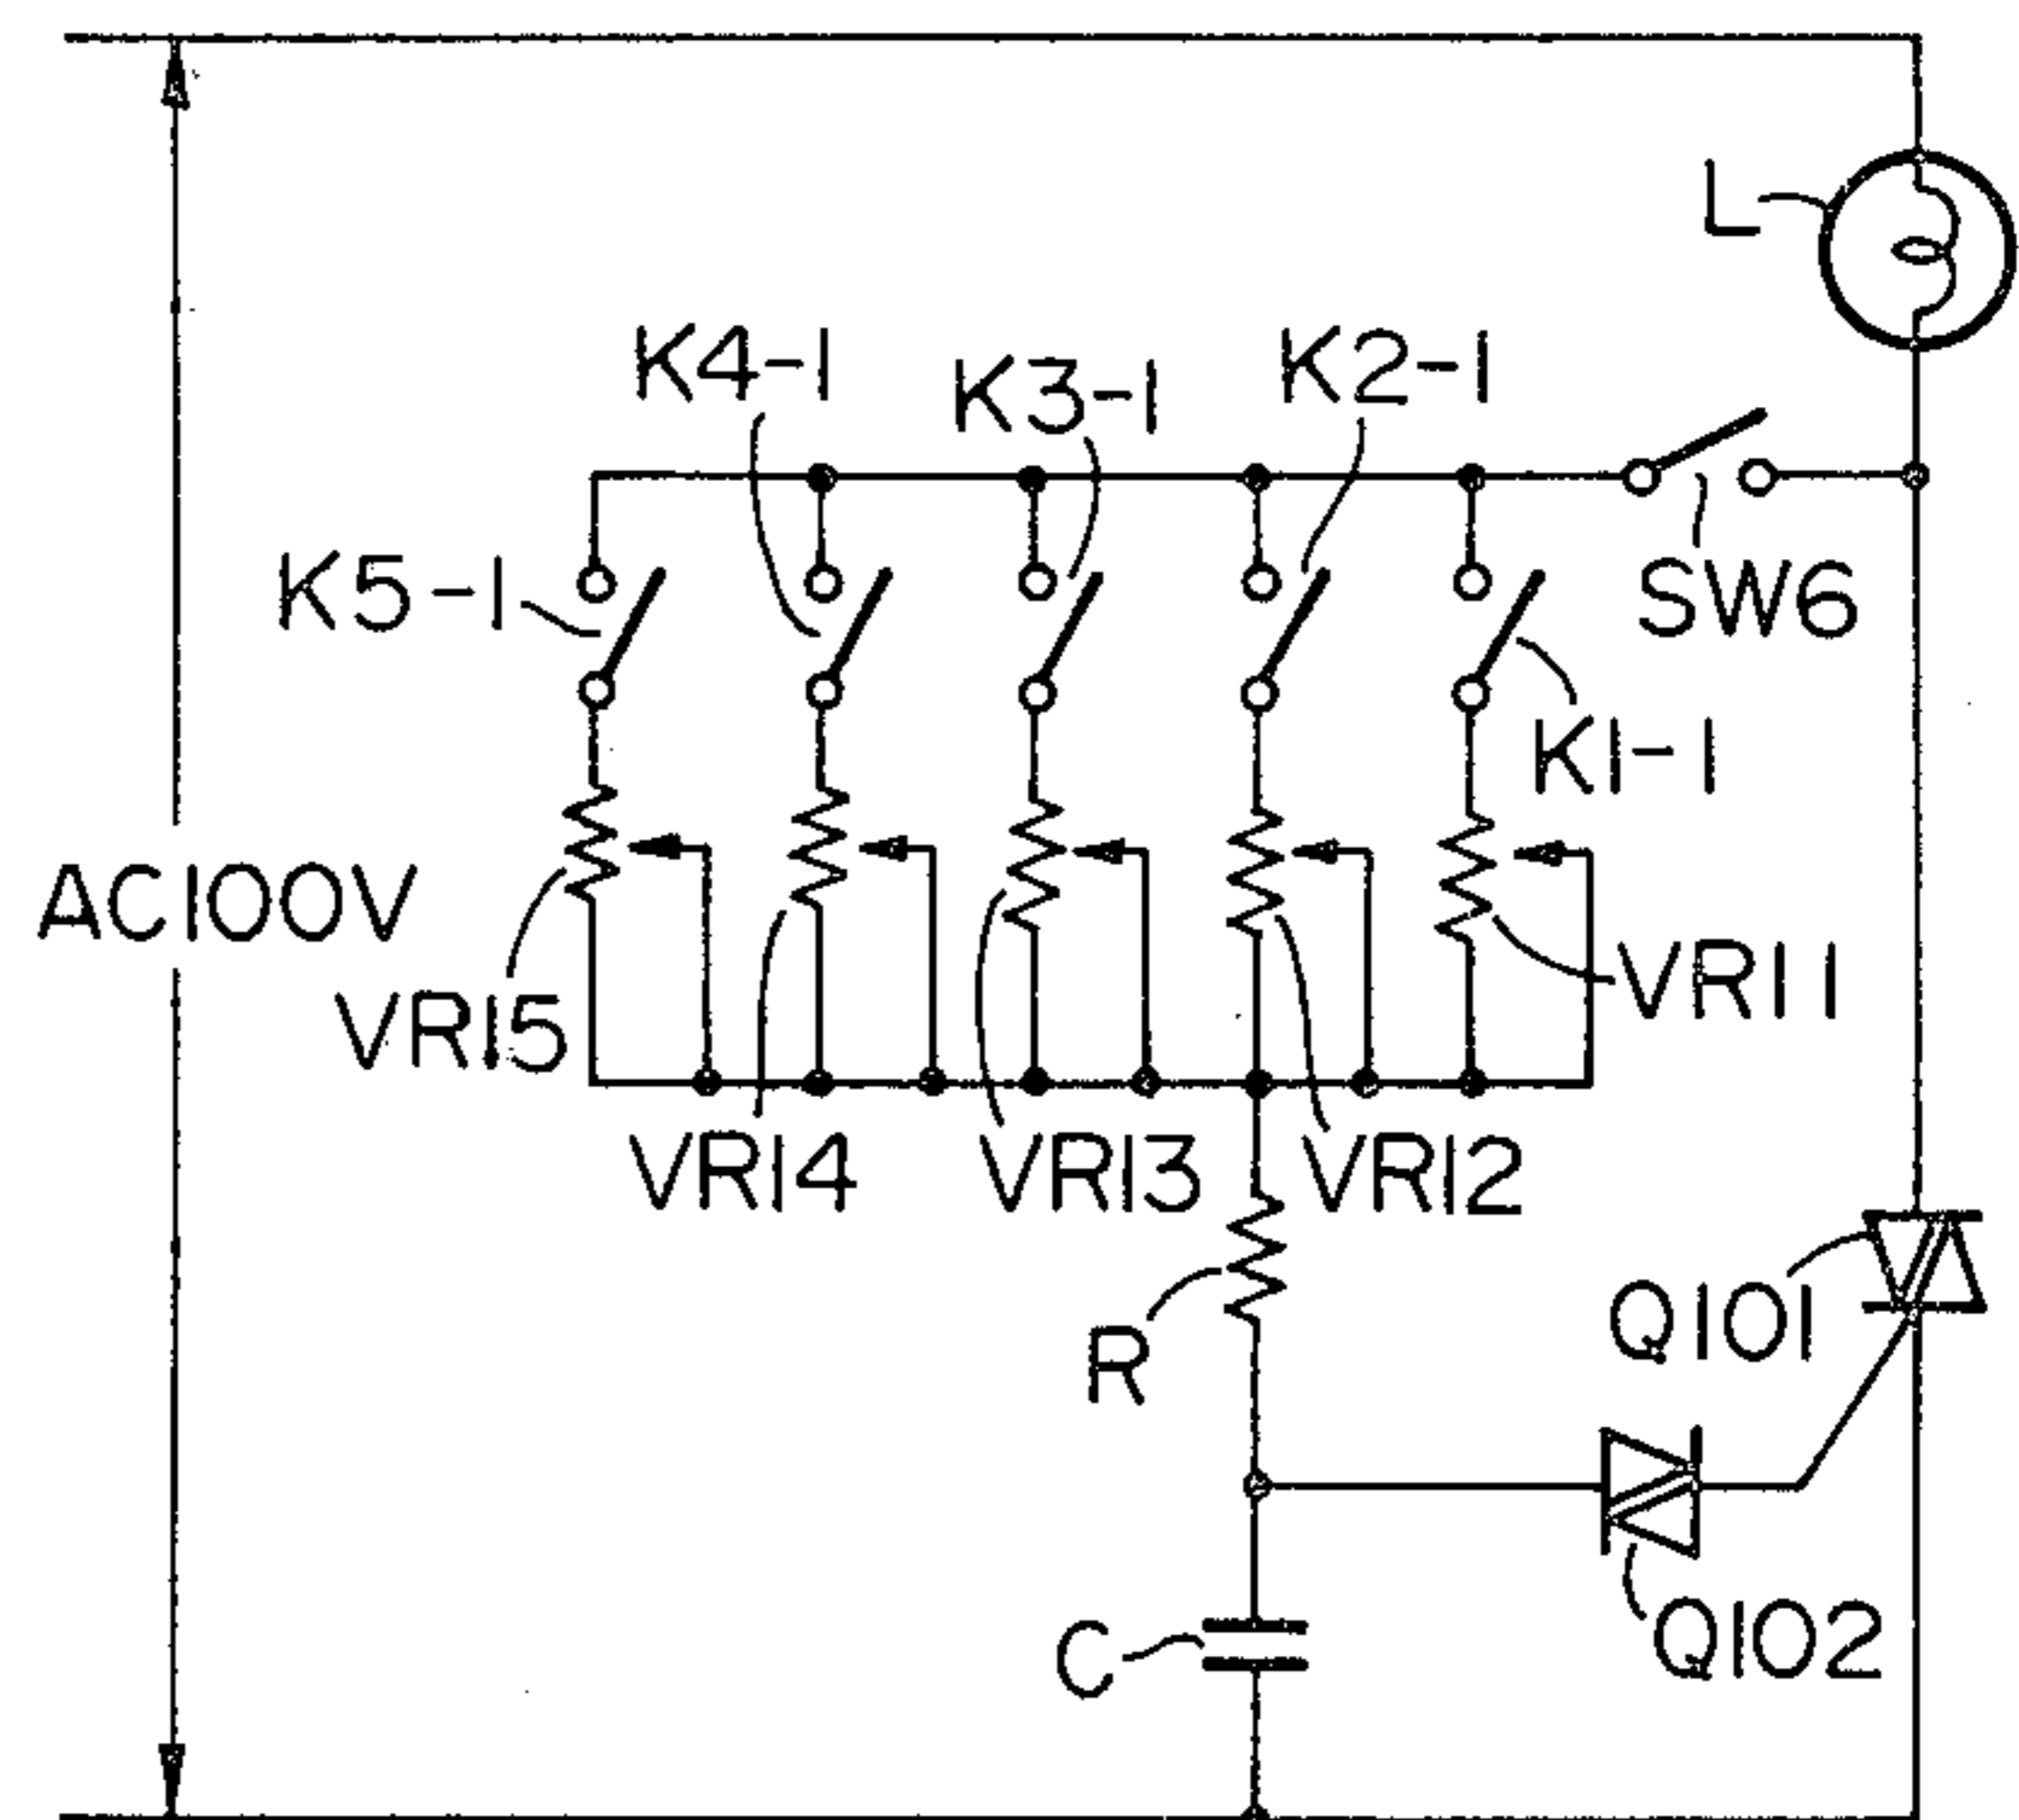 L
K4-1
K3-1
K2-1
K5-1
SW6
K1-1
AC100V
VR11
VR15
VR14
VR13
VR12
Q101
R
Q102
C